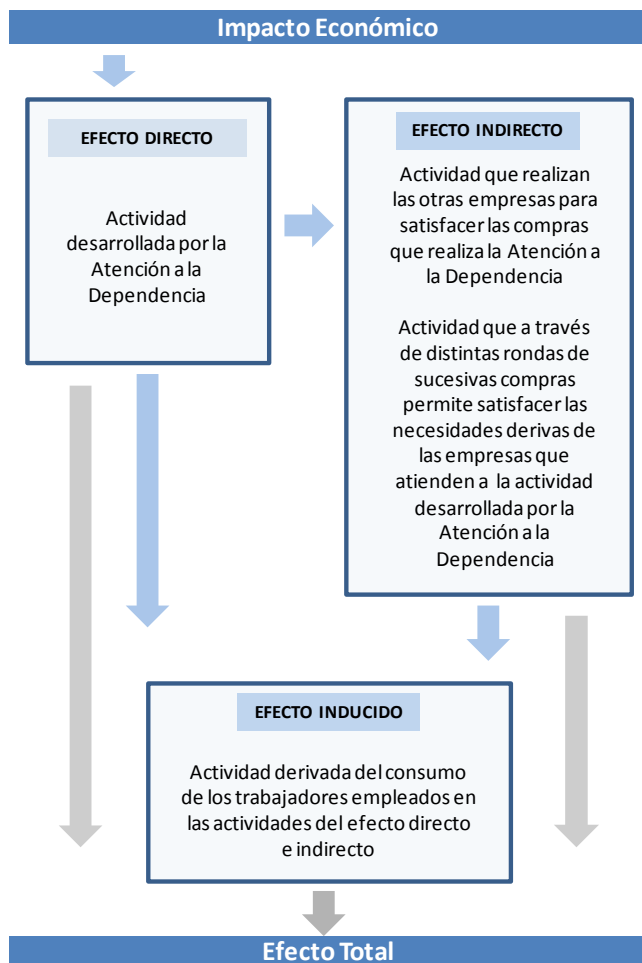 Impacto Económico
EFECTO DIRECTO
Actividad
desarrollada por la
Atención a la
Dependencia
EFECTO INDIRECTO
Actividad que realizan
las otras empresas para
satisfacer las compras
que realiza la Atención a
la Dependencia
Actividad que a través
de distintas rondas de
sucesivas compras
permite satisfacer las
necesidades derivas de
las empresas que
atienden a la actividad
desarrollada por la
Atención a la
Dependencia
EFECTO INDUCIDO
Actividad derivada del consumo
de los trabajadores empleados en
las actividades del efecto directo
e indirecto
Efecto Total